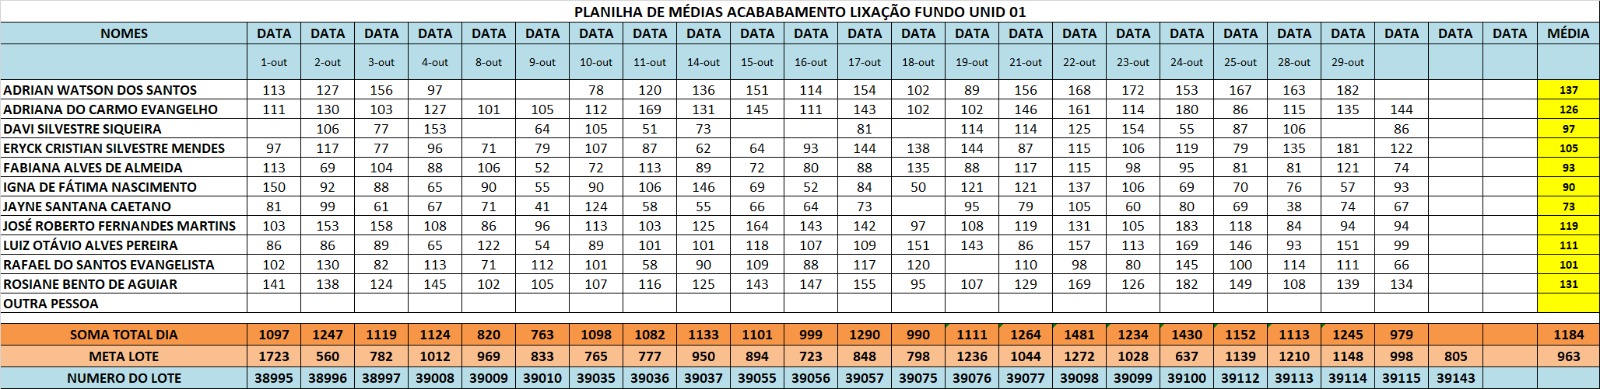 PLANILHA DE MÉDIAS ACABABAMENTO LIXAÇÃO FUNDO UNID 01
NOMES DATA DATA DATA DATA DATA DATA DATA DATA DATA DATA DATA DATA DATA DATA DATA DATA DATA DATA DATA DATA DATA DATA DATA DATA MÉDIA
1-out 2-out 3-out 4-out 8-out 9-out 10-out 11-out 14-out 15-out 16-out 17-out 18-out 19-out 21-out 22-out 23-out 24-out 25-out 28-out 29-out
ADRIAN WATSON DOS SANTOS 113 127 156 97 78 120 136 151 114 154 102 89 156 168 172 153 167 163 182 137
ADRIANA DO CARMO EVANGELHO 111 130 103 127 101 105 112 169 131 145 111 143 102 102 146 161 114 180 86 115 135 144 126
DAVI SILVESTRE SIQUEIRA 106 77 153 64 105 51 73 81 114 114 125 154 55 87 106 86 97
ERYCK CRISTIAN SILVESTRE MENDES 97 117 77 96 71 79 107 87 62 64 93 144 138 144 87 115 106 119 79 135 181 122 105
FABIANA ALVES DE ALMEIDA 113 69 104 88 106 52 72 113 89 72 80 88 135 88 117 115 98 95 81 81 121 74 93
IGNA DE FÁTIMA NASCIMENTO 150 92 88 65 90 55 90 106 146 69 52 84 50 121 121 137 106 69 70 76 57 93 90
JAYNE SANTANA CAETANO 81 99 61 67 71 41 124 58 55 66 64 73 95 79 105 60 80 69 38 74 67 73
JOSÉ ROBERTO FERNANDES MARTINS 103 153 158 108 86 96 113 103 125 164 143 142 97 108 119 131 105 183 118 84 94 94 119
LUIZ OTÁVIO ALVES PEREIRA 86 86 89 65 122 54 89 101 101 118 107 109 151 143 86 157 113 169 146 93 151 99 111
RAFAEL DO SANTOS EVANGELISTA 102 130 82 113 71 112 101 58 90 109 88 117 120 110 98 80 145 100 114 111 66 101
ROSIANE BENTO DE AGUIAR 141 138 124 145 102 105 107 116 125 143 147 155 95 107 129 169 126 182 149 108 139 134 131
OUTRA PESSOA
SOMA TOTAL DIA 1097 1247 1119 1124 820 763 1098 1082 1133 1101 999 1290 990 1111 1264 1481 1234 1430 1152 1113 1245 979 1184
META LOTE 1723 560 782 1012 969 833 765 777 950 894 723 848 798 1236 1044 1272 1028 637 1139 1210 1148 998 805 963
NUMERO DO LOTE 38995 38996 38997 39008 39009 39010 39035 39036 39037 39055 39056 39057 39075 39076 39077 39098 39099 39100 39112 39113 39114 39115 39143